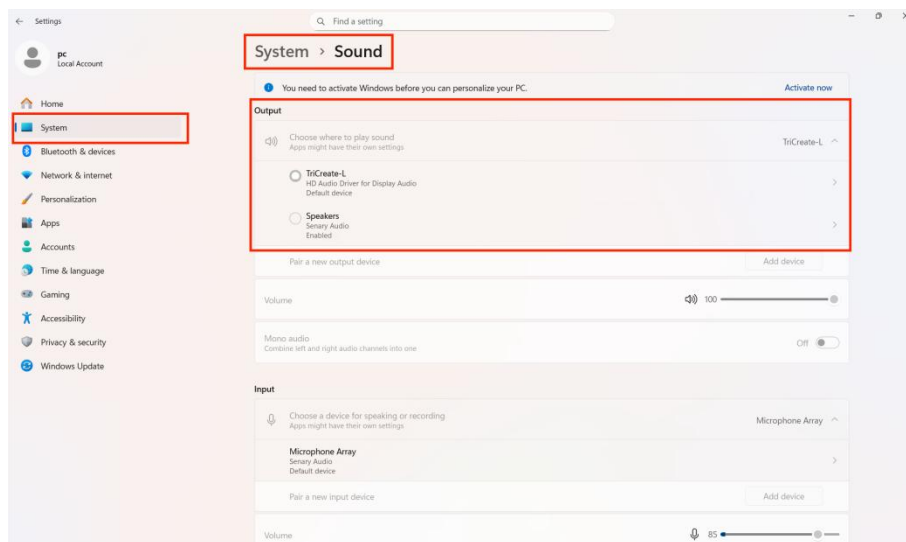 Settings
Find a setting
pc
Local Account
Home
System
Bluetooth & devices
Network & internet
Personalization
Apps
Accounts
Time & language
Gaming
Accessibility
Privacy & security
Windows Update
System > Sound
You need to activate Windows before you can personalize your PC.
Activate now
Output
Choose where to play sound
Apps might have their own settings
TriCreate-L
TriCreate-L
HD Audio Driver for Display Audio
Default device
Speakers
Senary Audio
Enabled
Pair a new output device
Add device
Volume
100
Mono audio
Combine left and right audio channels into one
Off
Input
Choose a device for speaking or recording
Apps might have their own settings
Microphone Array
Microphone Array
Senary Audio
Default device
Pair a new input device
Add device
Volume
85